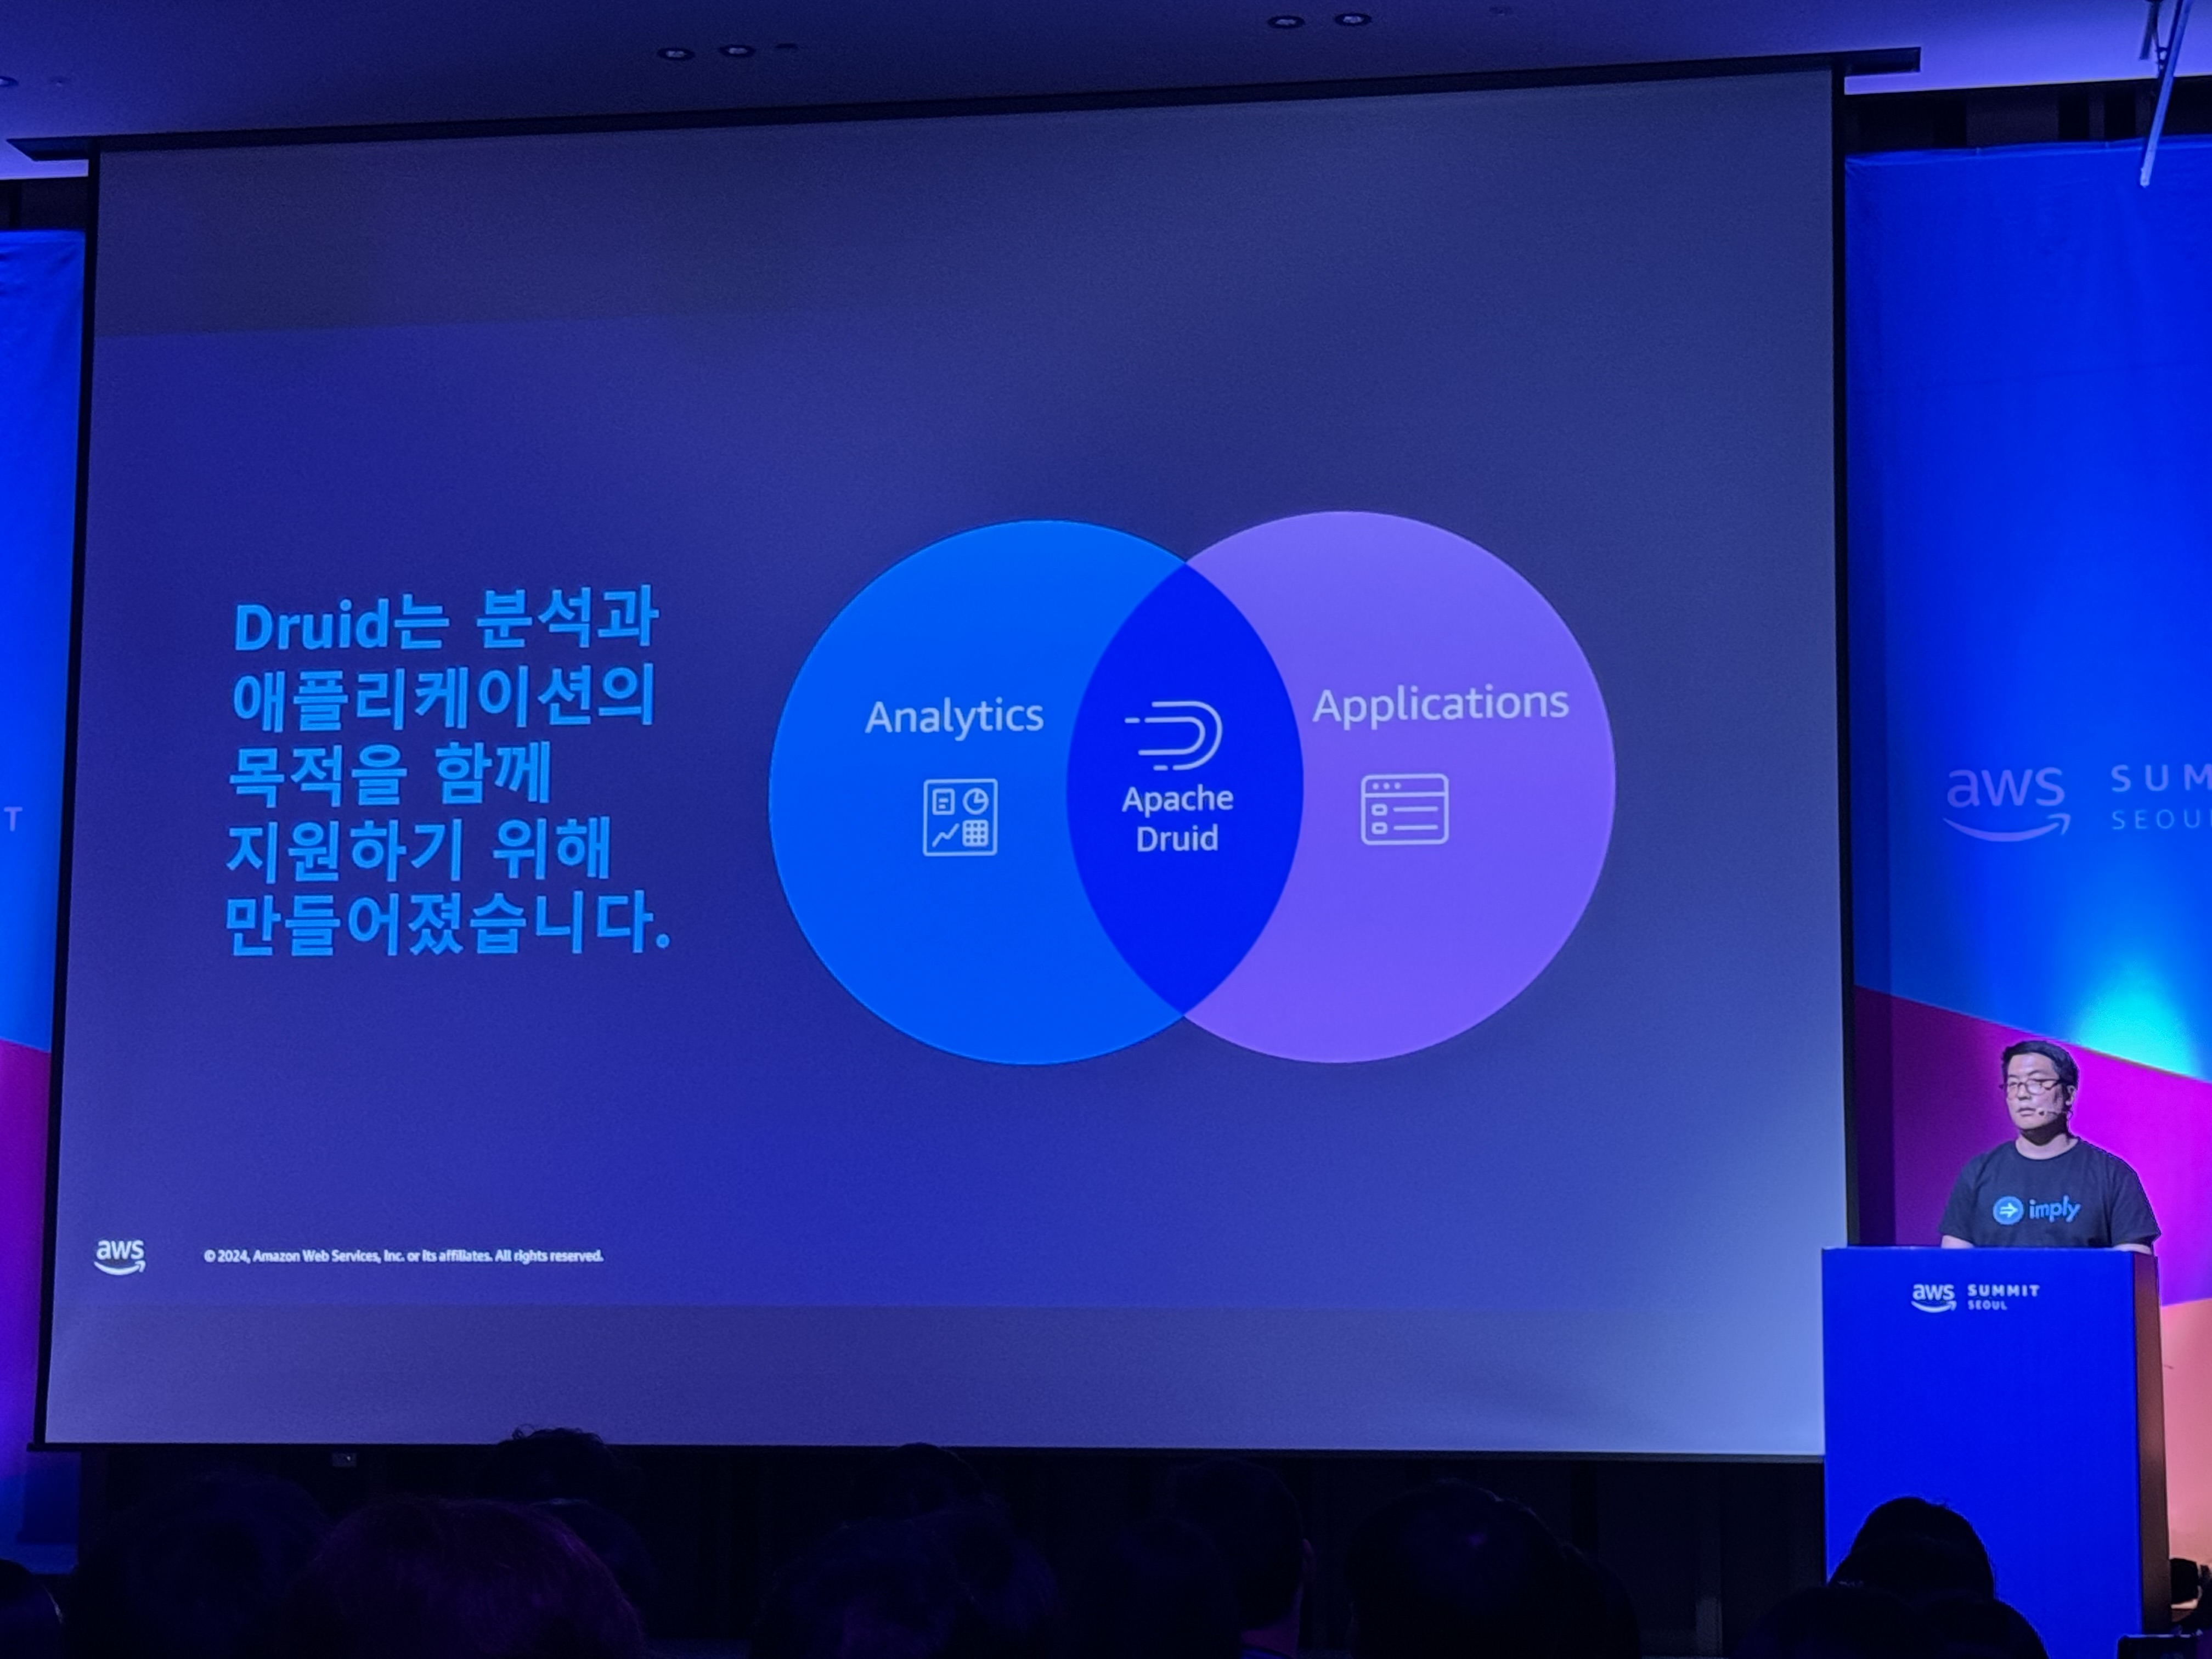 Druid는 분석과
애플리케이션의
목적을 함께
지원하기 위해
만들어졌습니다.
Analytics
Apache
Druid
Applications
aws
© 2024, Amazon Web Services, Inc. or its affiliates. All rights reserved.
T
aws SUM
SEOUL
imply
aws SUMMIT
SEOUL